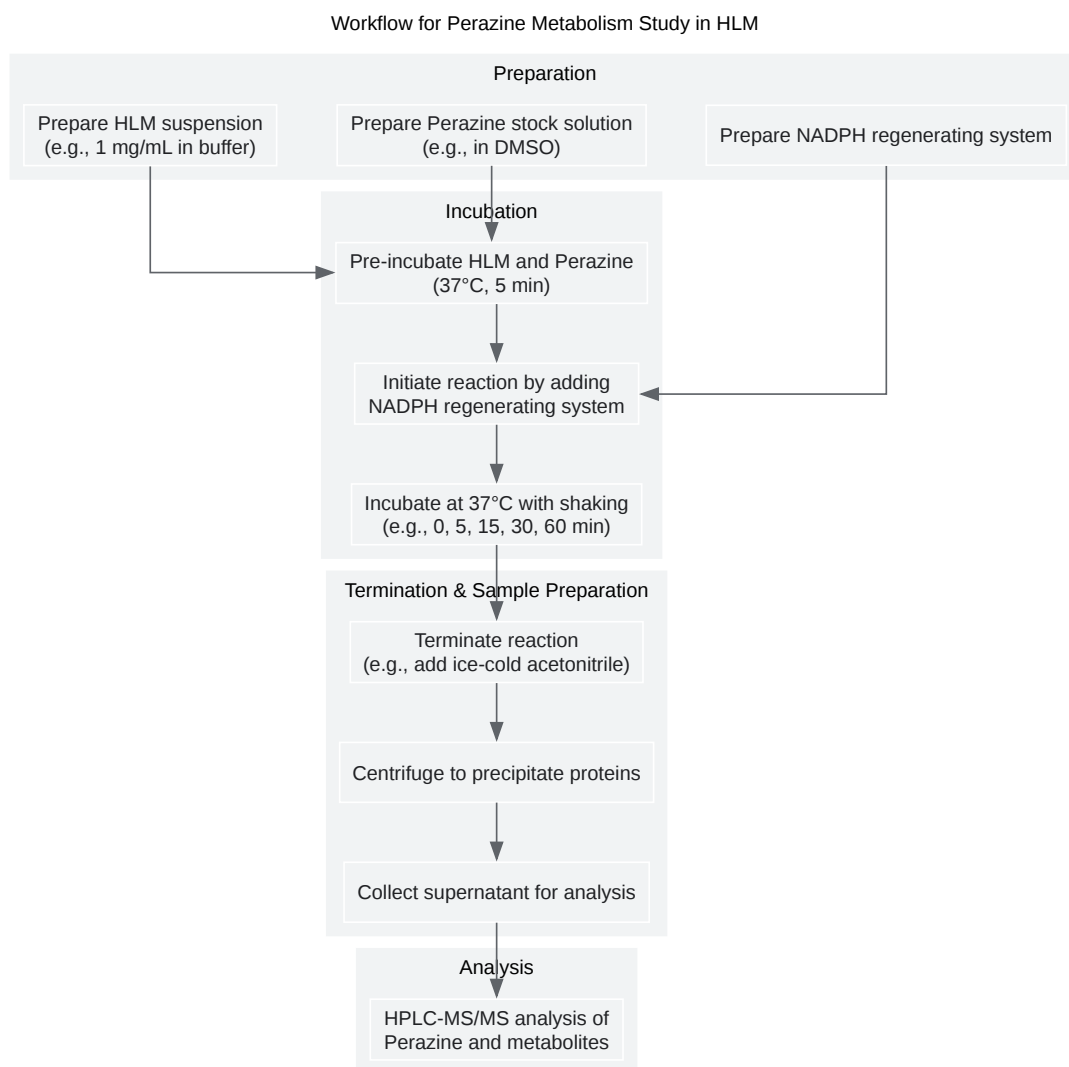 Workflow for Perazine Metabolism Study in HLM
Preparation
Prepare HLM suspension
(e.g., 1 mg/mL in buffer)
Prepare Perazine stock solution
(e.g., in DMSO)
Prepare NADPH regenerating system
Incubation
Pre-incubate HLM and Perazine
(37°C, 5 min)
Initiate reaction by adding
NADPH regenerating system
Incubate at 37°C with shaking
(e.g., 0, 5, 15, 30, 60 min)
Termination & Sample Preparation
Terminate reaction
(e.g., add ice-cold acetonitrile)
Centrifuge to precipitate proteins
Collect supernatant for analysis
Analysis
HPLC-MS/MS analysis of
Perazine and metabolites